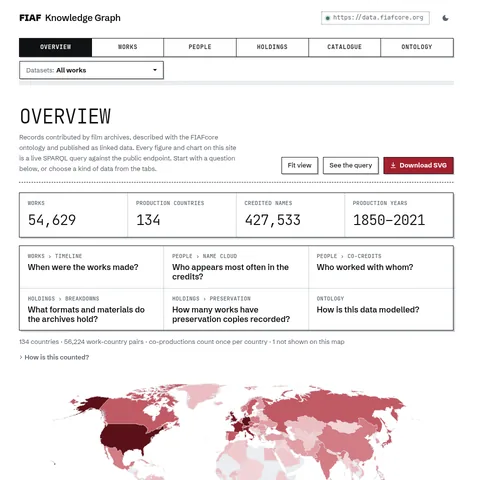 FIAF Knowledge Graph
https://data.fiafcore.org
OVERVIEW
WORKS
PEOPLE
HOLDINGS
CATALOGUE
ONTOLOGY
Datasets: All works
OVERVIEW
Records contributed by film archives, described with the FIAFcore
ontology and published as linked data. Every figure and chart on this site
is a live SPARQL query against the public endpoint. Start with a question
below, or choose a kind of data from the tabs.
Fit view
See the query
Download SVG
WORKS
54,629
PRODUCTION COUNTRIES
134
CREDITED NAMES
427,533
PRODUCTION YEARS
1850–2021
WORKS › TIMELINE
When were the works made?
PEOPLE › NAME CLOUD
Who appears most often in the
credits?
PEOPLE › CO-CREDITS
Who worked with whom?
HOLDINGS › BREAKDOWNS
What formats and materials do
the archives hold?
HOLDINGS › PRESERVATION
How many works have
preservation copies recorded?
ONTOLOGY
How is this data modelled?
134 countries · 56,224 work-country pairs · co-productions count once per country · 1 not shown on this map
› How is this counted?